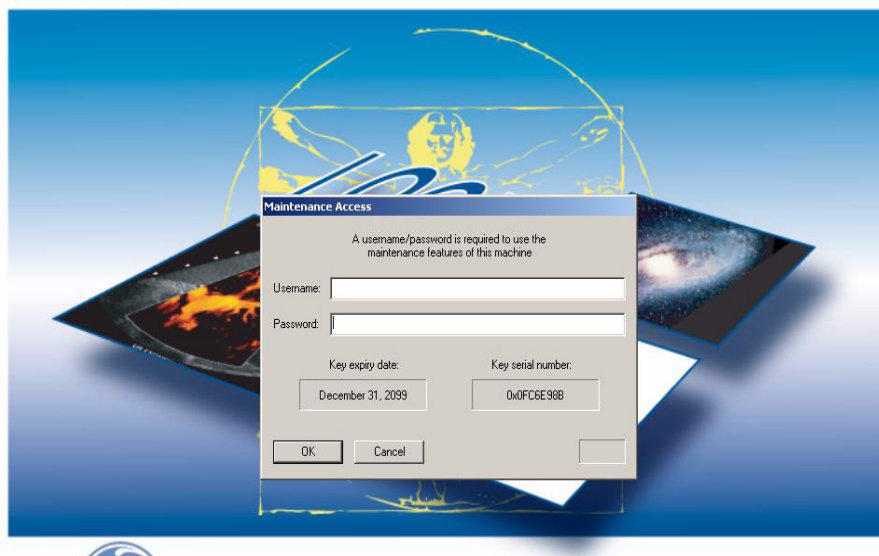 Maintenance Access
A username/password is required to use the
maintenance features of this machine
Username:
Password:
Key expiry date:
Key serial number:
December 31, 2099
0x0FC6E98B
OK
Cancel